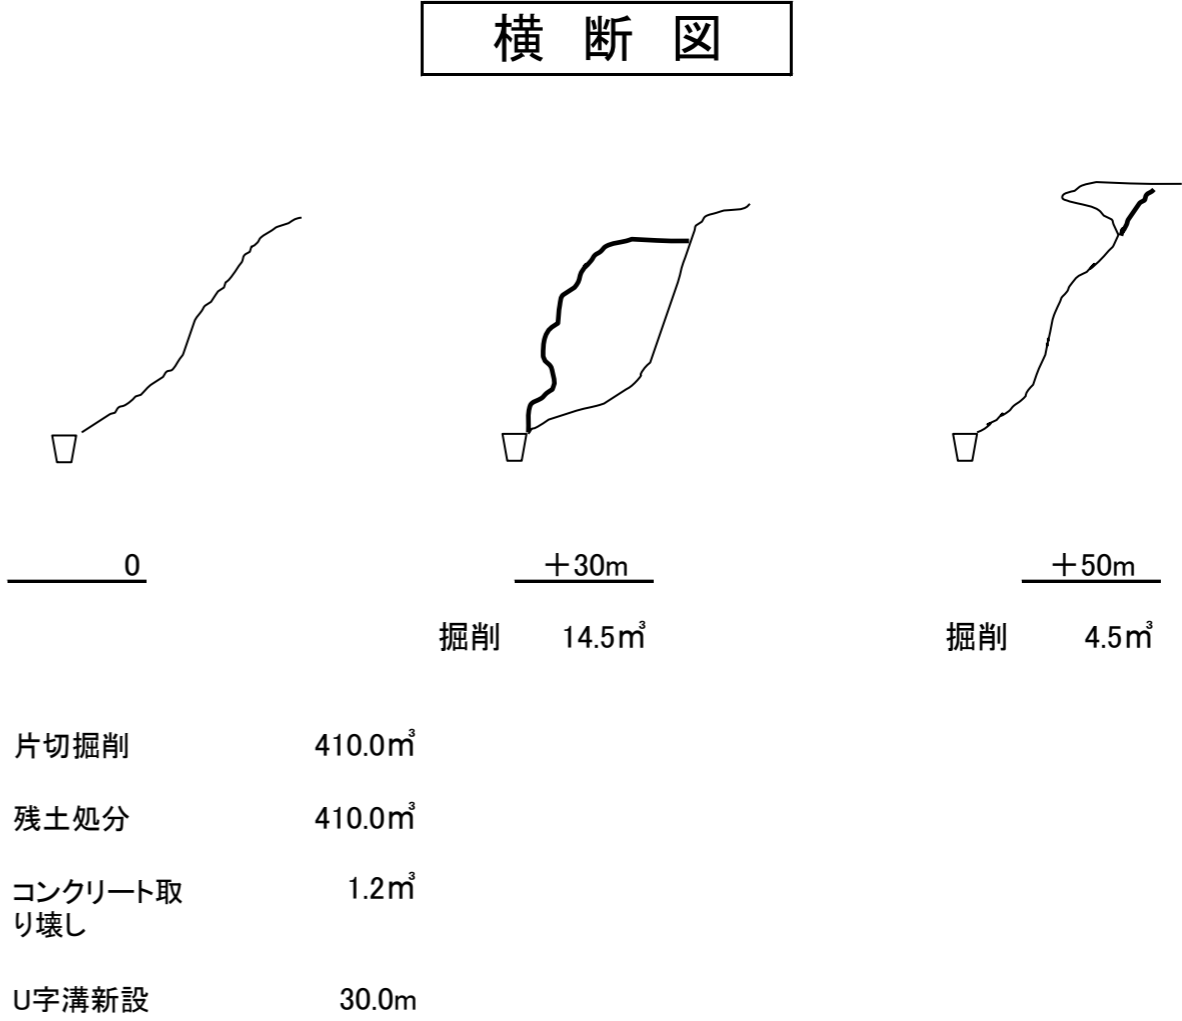 横 断 図
0
＋30m
＋50m
掘削 14.5㎥
掘削 4.5㎥
片切掘削 410.0㎥
残土処分 410.0㎥
コンクリート取 1.2㎥
り壊し
U字溝新設 30.0m